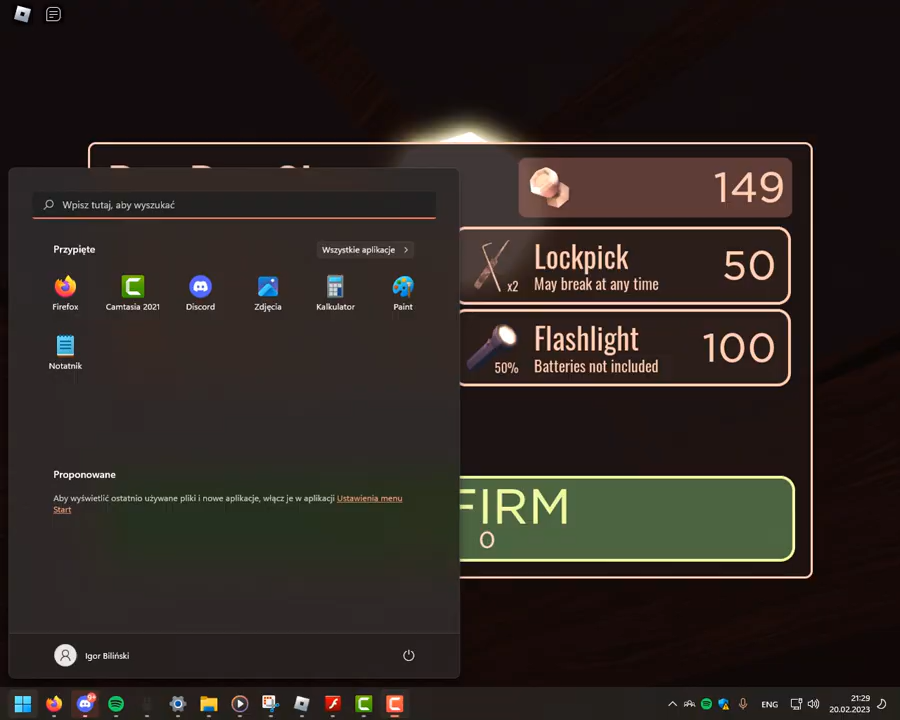 149
Wpisz tutaj, aby wyszukać
Przypięte
Wszystkie aplikacje
Lockpick
May break at any time
x2
50
Firefox
Camtasia 2021
Discord
Zdjęcia
Kalkulator
Paint
Flashlight
Batteries not included
50%
100
Notatnik
Proponowane
Aby wyświetlić ostatnio używane pliki i nowe aplikacje, włącz je w aplikacji Ustawienia menu
Start
FIRM
0
Igor Biliński
ENG
21:29
20.02.2023